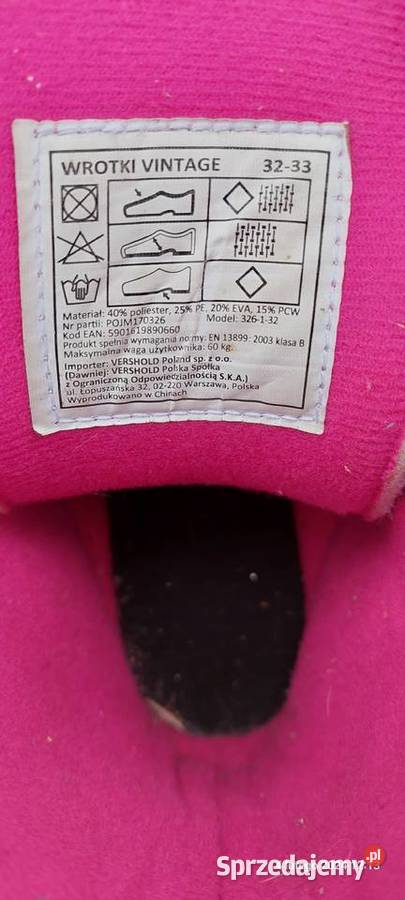 WROTKI VINTAGE 32-33
Materiał: 40% poliester, 25% PE, 20% EVA, 15% PCW
Nr partii: POJM170326 Model: 326-1-32
Kod EAN: 5901619890660
Produkt spełnia wymagania normy: EN 13899: 2003 klasa B
Maksymalna waga użytkownika: 60 kg.
Importer: VERSHOLD Poland sp. z o.o.
(Dawniej: VERSHOLD Polska Spółka
z Ograniczoną Odpowiedzialnością S.K.A.)
ul. Łopuszańska 32, 02-220 Warszawa, Polska
Wyprodukowano w Chinach
Sprzedajemy.pl